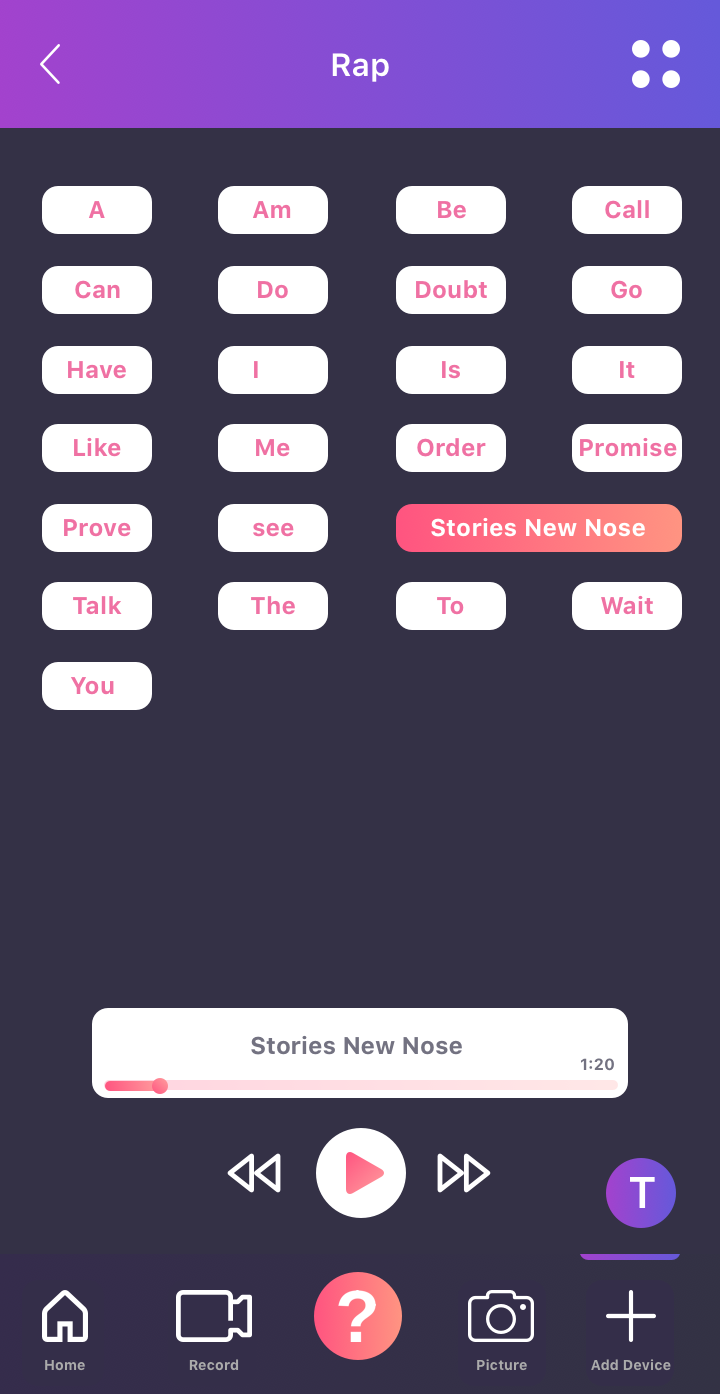 Rap
A Am Be Call
Can Do Doubt Go
Have I Is It
Like Me Order Promise
Prove see Stories New Nose
Talk The To Wait
You
Stories New Nose
1:20
T
?
Home Record Picture Add Device